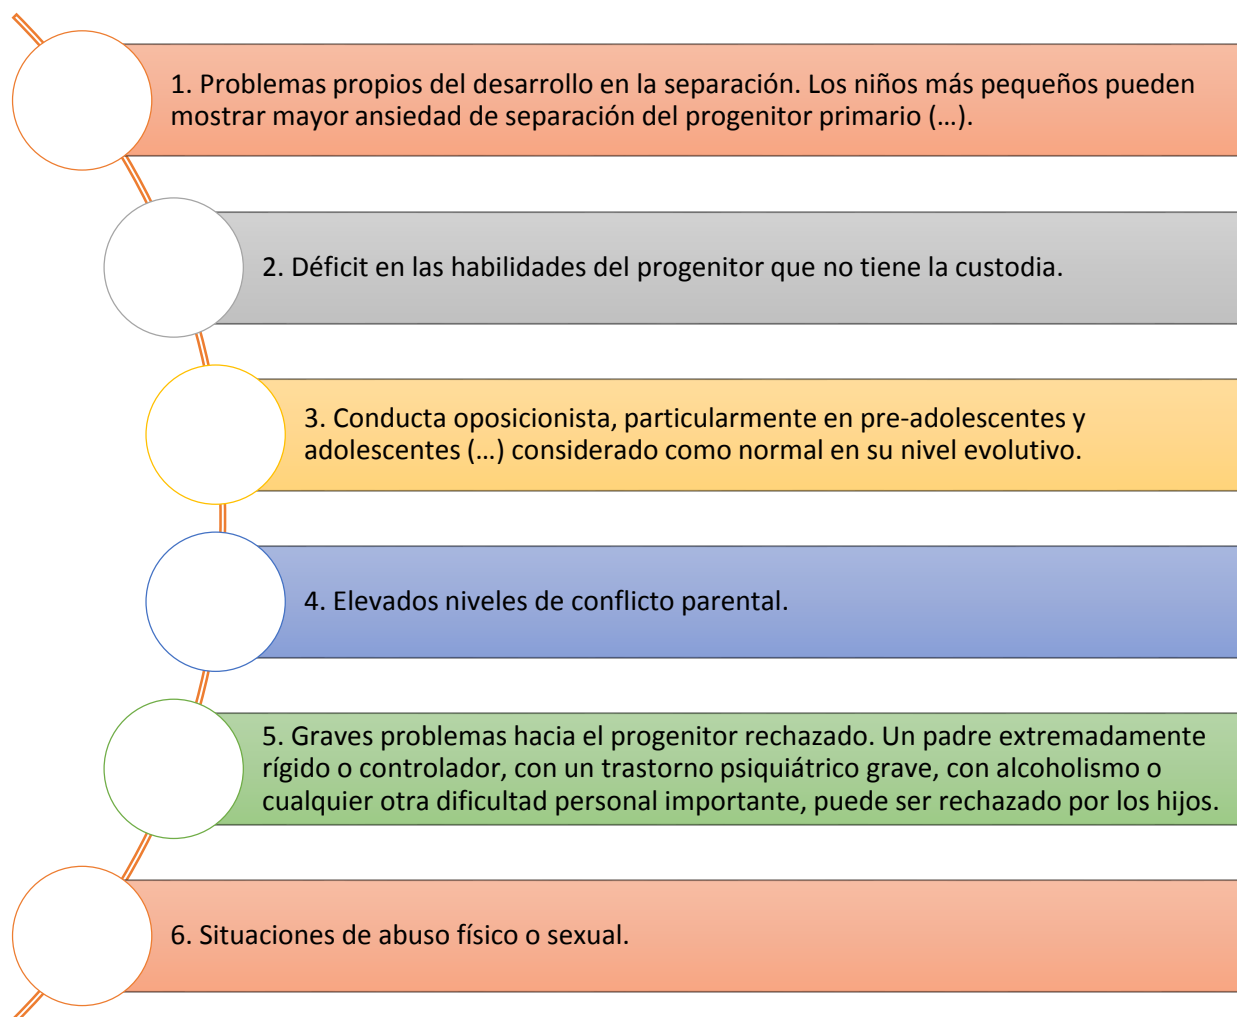 1. Problemas propios del desarrollo en la separación. Los niños más pequeños pueden
mostrar mayor ansiedad de separación del progenitor primario (...).
2. Déficit en las habilidades del progenitor que no tiene la custodia.
3. Conducta oposicionista, particularmente en pre-adolescentes y
adolescentes (...) considerado como normal en su nivel evolutivo.
4. Elevados niveles de conflicto parental.
5. Graves problemas hacia el progenitor rechazado. Un padre extremadamente
rígido o controlador, con un trastorno psiquiátrico grave, con alcoholismo o
cualquier otra dificultad personal importante, puede ser rechazado por los hijos.
6. Situaciones de abuso físico o sexual.